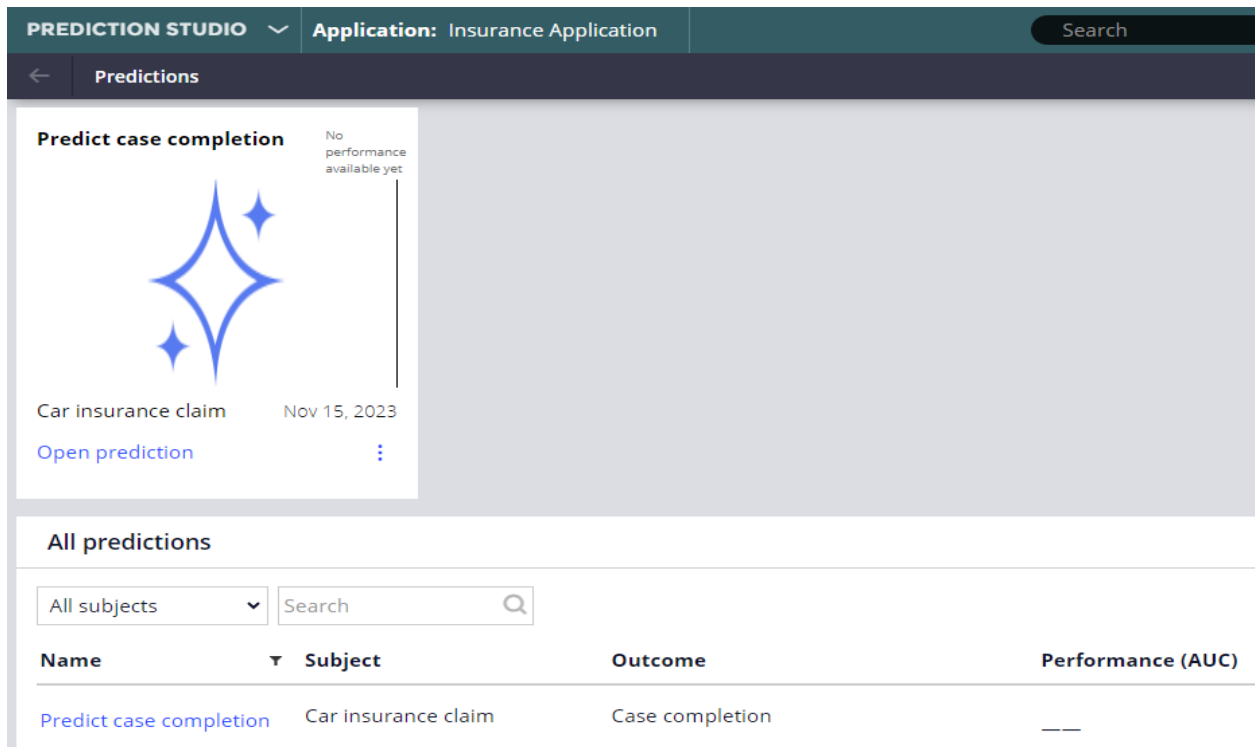 PREDICTION STUDIO Application: Insurance Application Search
Predictions
Predict case completion
No
performance
available yet
Car insurance claim Nov 15, 2023
Open prediction
All predictions
All subjects Search
Name Subject Outcome Performance (AUC)
Predict case completion Car insurance claim Case completion __ __